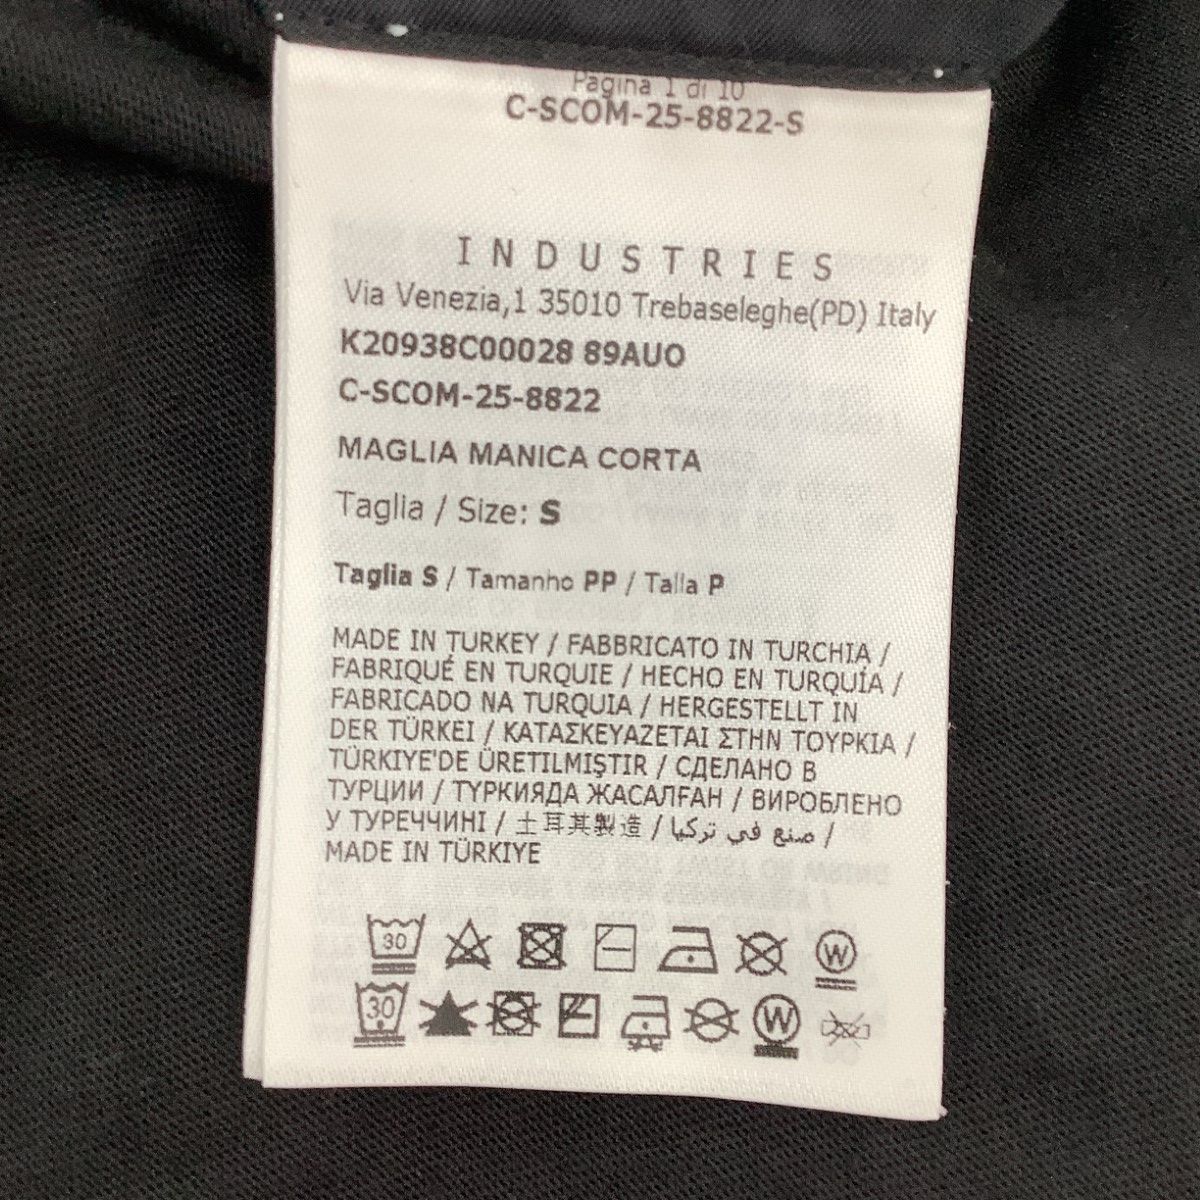 Pagina 1 di 10
C-SCOM-25-8822-S
INDUSTRIES
Via Venezia,1 35010 Trebaseleghe(PD) Italy
K20938C00028 89AUO
C-SCOM-25-8822
MAGLIA MANICA CORTA
Taglia / Size: S
Taglia S / Tamanho PP / Talla P
MADE IN TURKEY / FABBRICATO IN TURCHIA /
FABRIQUÉ EN TURQUIE / HECHO EN TURQUÍA /
FABRICADO NA TURQUIA / HERGESTELLT IN
DER TÜRKEI / ΚΑΤΑΣΚΕΥΑΖΕΤΑΙ ΣΤΗΝ ΤΟΥΡΚΙΑ /
TÜRKIYE'DE ÜRETILMIŞTIR / СДЕЛАНО В
ТУРЦИИ / ТҮРКИЯДА ЖАСАЛҒАН / ВИРОБЛЕНО
У ТУРЕЧЧИНІ / 土耳其製造 / صنع في تركيا /
MADE IN TÜRKIYE
30 W
30 W